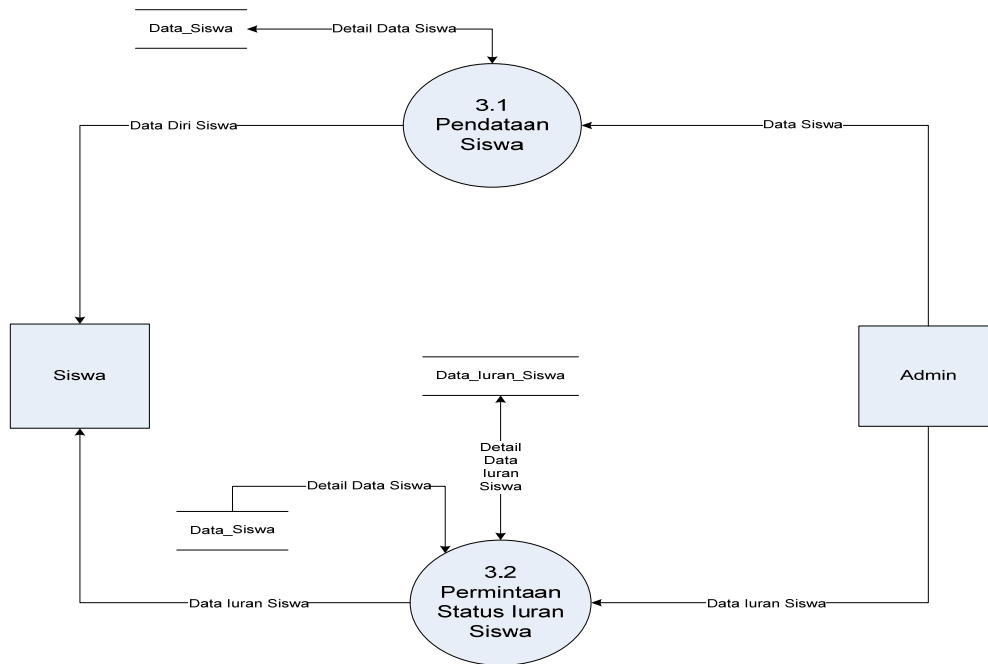 Data_Siswa
Detail Data Siswa
3.1
Pendataan
Siswa
Data Diri Siswa
Data Siswa
Siswa
Data_Iuran_Siswa
Admin
Detail
Data
Iuran
Siswa
Detail Data Siswa
Data_Siswa
3.2
Permintaan
Status Iuran
Siswa
Data Iuran Siswa
Data Iuran Siswa